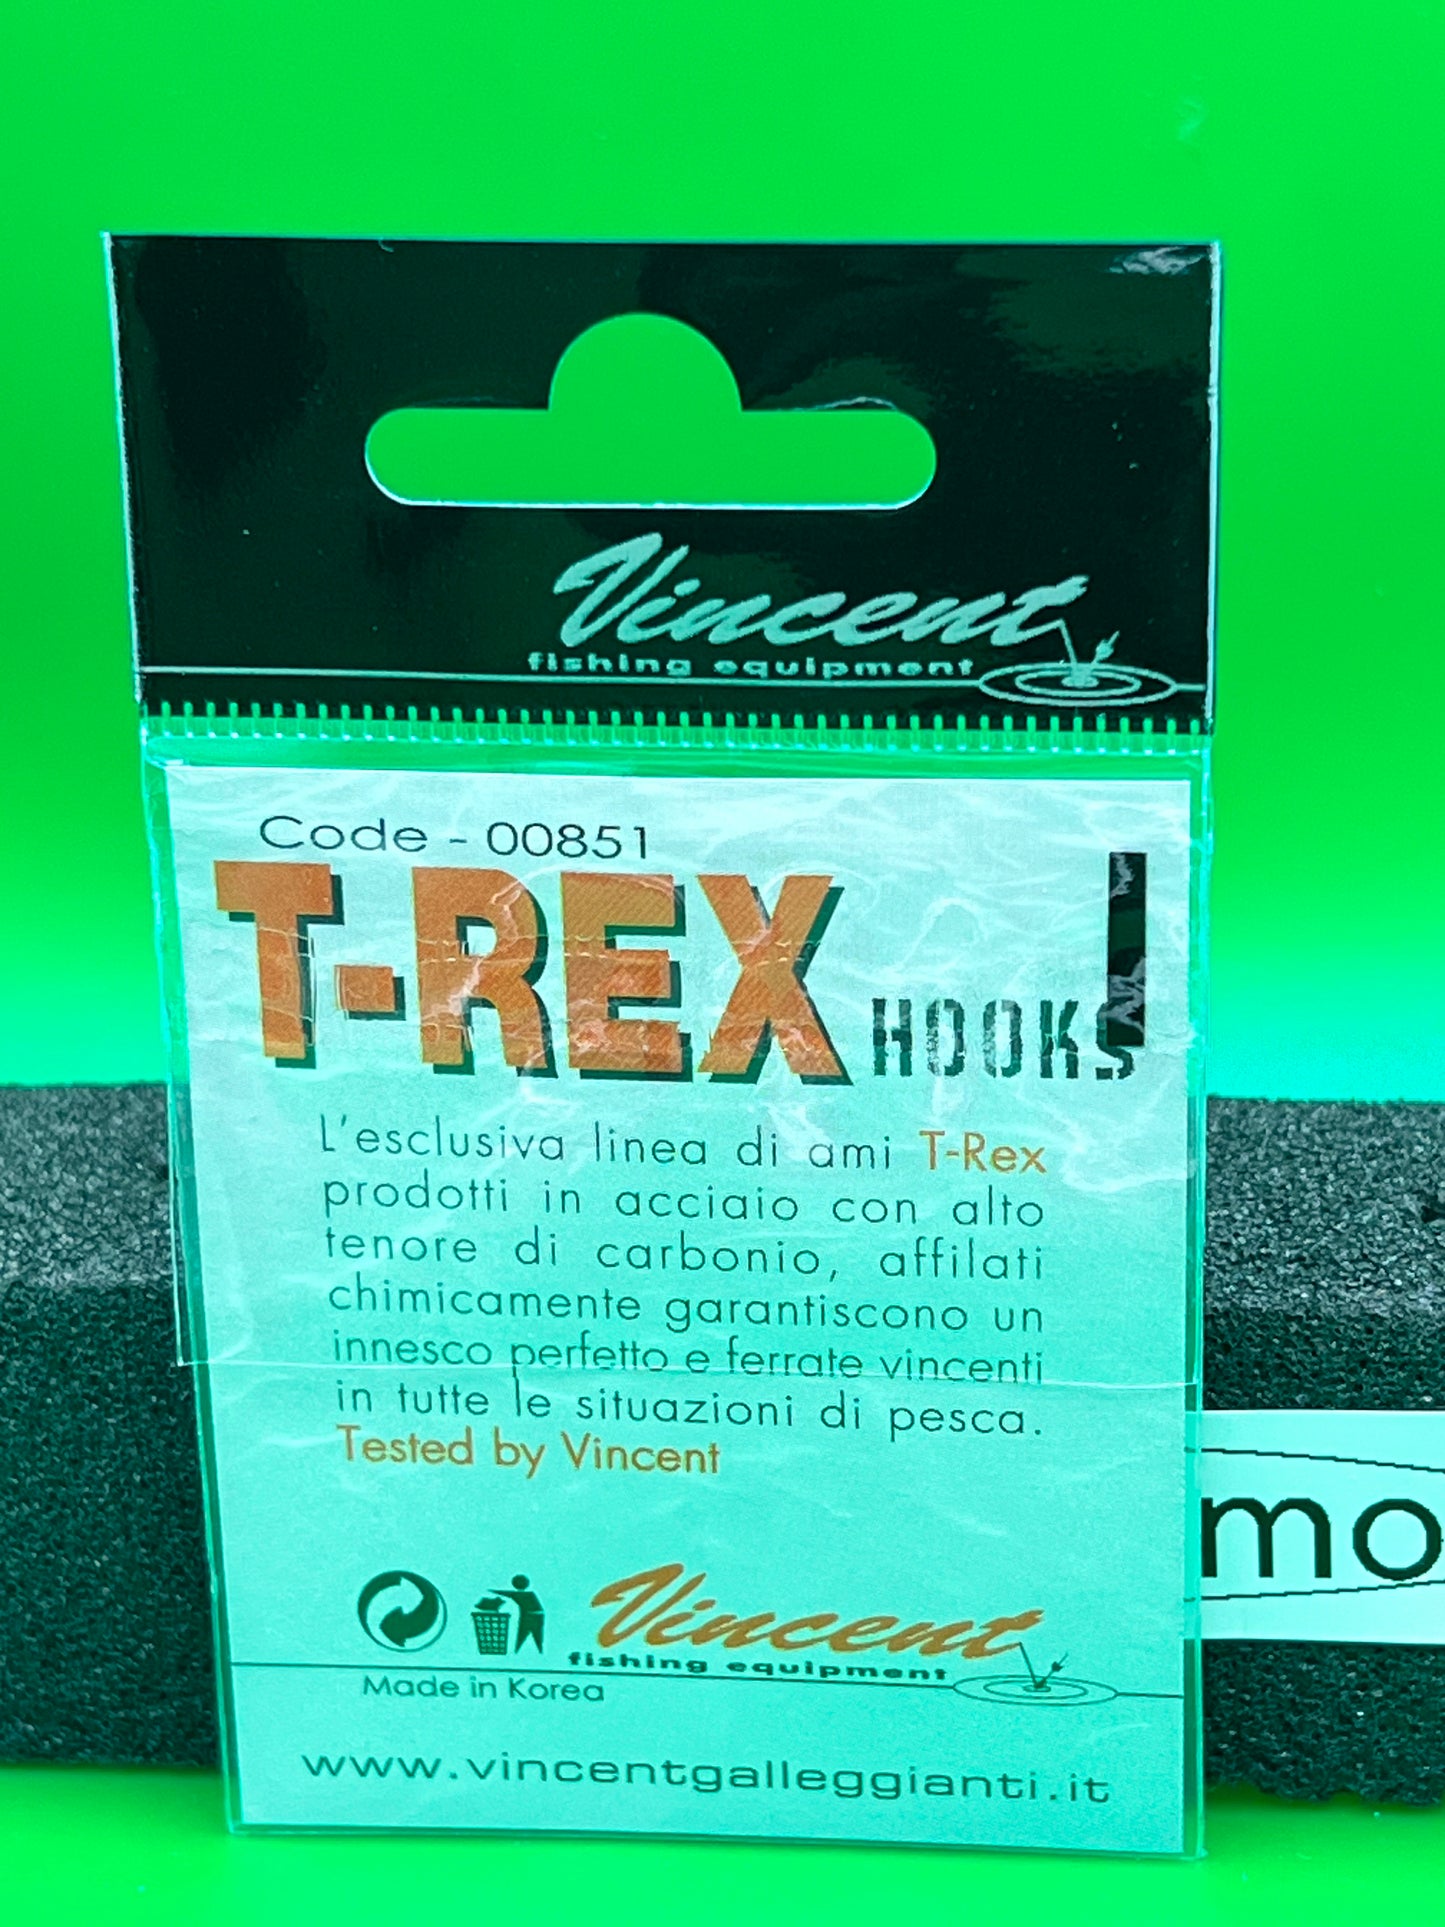 Vincent
fishing equipment
Code - 00851
T-REX HOOKS
L'esclusiva linea di ami T-Rex
prodotti in acciaio con alto
tenore di carbonio, affilati
chimicamente garantiscono un
innesco perfetto e ferrate vincenti
in tutte le situazioni di pesca.
Tested by Vincent
Vincent
fishing equipment
Made in Korea
www.vincentgalleggianti.it
mo